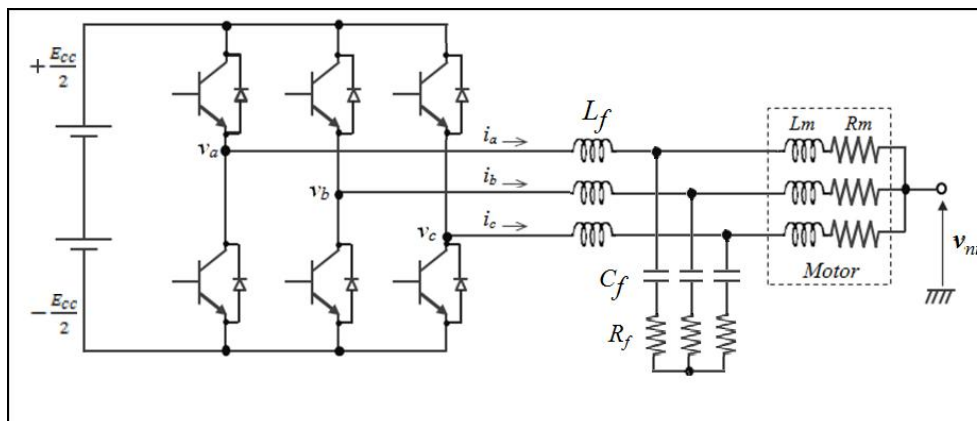 + Ecc/2
− Ecc/2
va
vb
vc
ia
ib
ic
Lf
Cf
Rf
Lm Rm
Motor